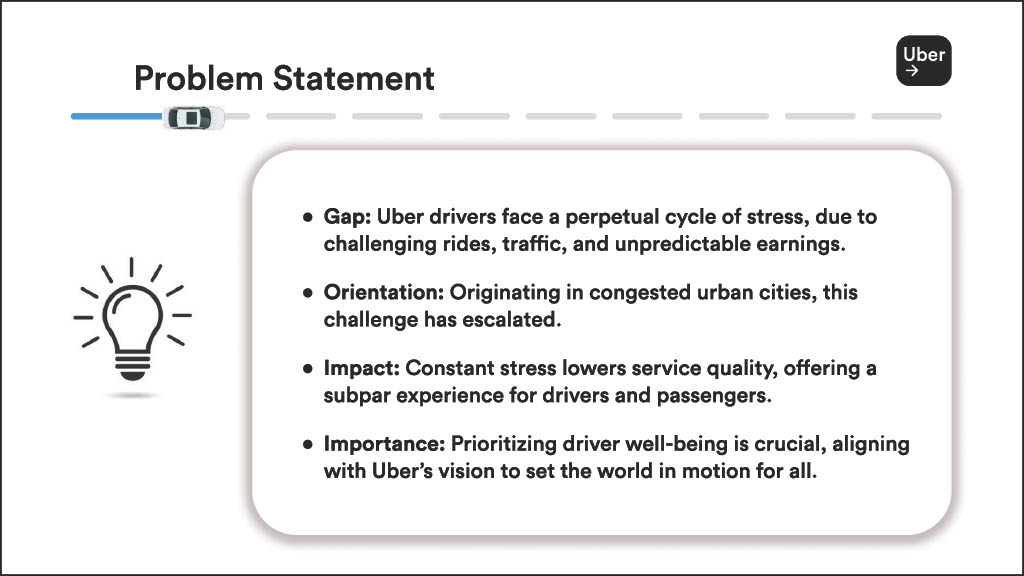 Uber
Problem Statement
• Gap: Uber drivers face a perpetual cycle of stress, due to
challenging rides, traffic, and unpredictable earnings.
• Orientation: Originating in congested urban cities, this
challenge has escalated.
• Impact: Constant stress lowers service quality, offering a
subpar experience for drivers and passengers.
• Importance: Prioritizing driver well-being is crucial, aligning
with Uber’s vision to set the world in motion for all.